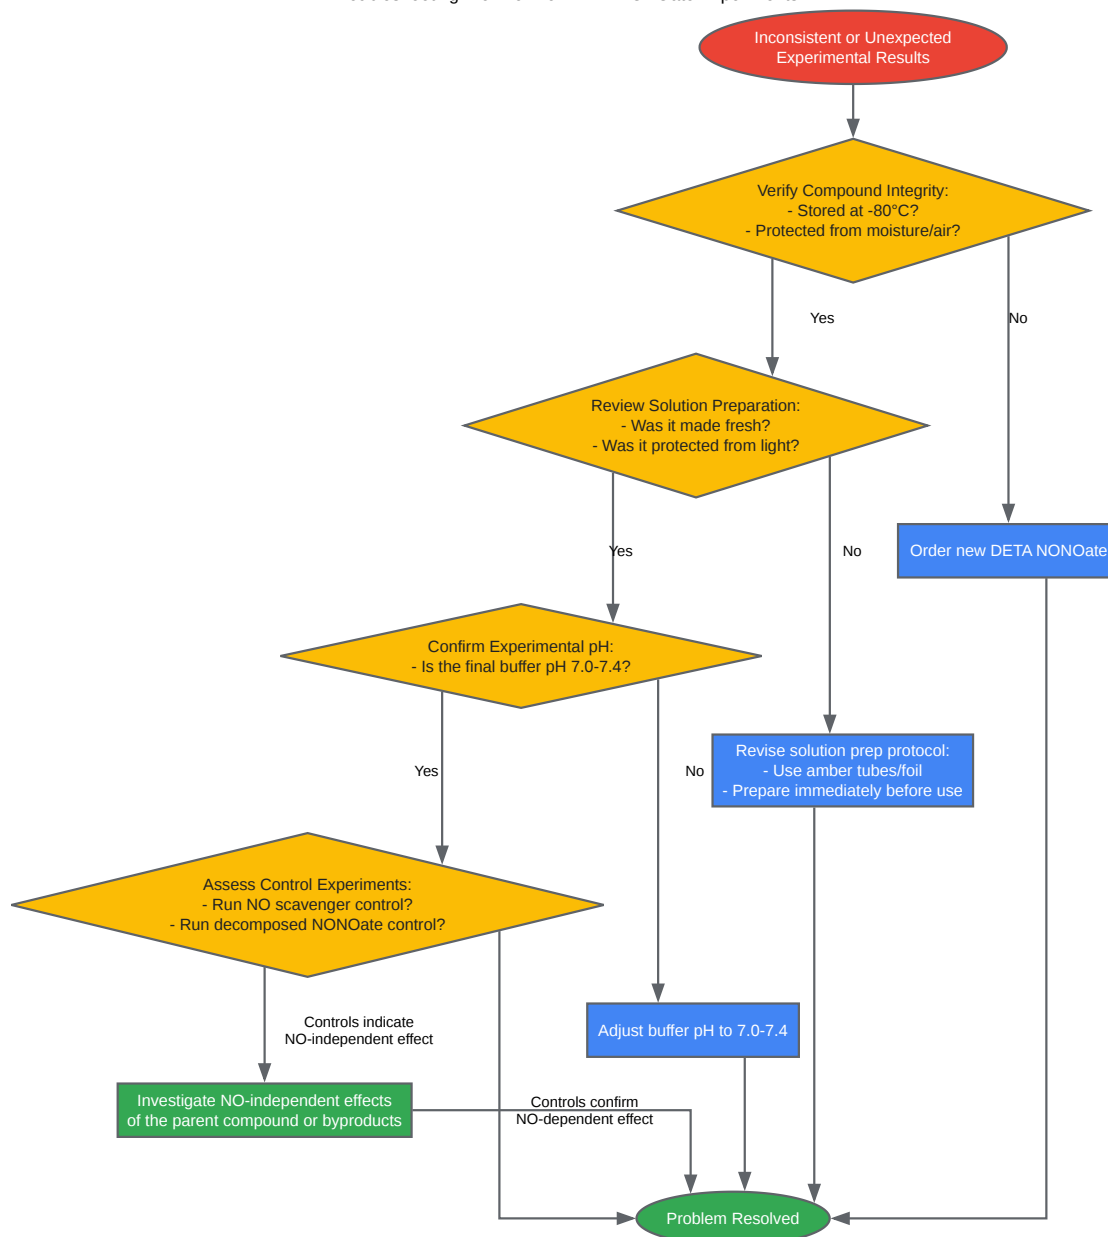 Inconsistent or Unexpected
Experimental Results
Verify Compound Integrity:
- Stored at -80°C?
- Protected from moisture/air?
Yes
No
Review Solution Preparation:
- Was it made fresh?
- Was it protected from light?
Yes
No
Order new DETA NONOate
Confirm Experimental pH:
- Is the final buffer pH 7.0-7.4?
Yes
No
Revise solution prep protocol:
- Use amber tubes/foil
- Prepare immediately before use
Assess Control Experiments:
- Run NO scavenger control?
- Run decomposed NONOate control?
Controls indicate
NO-independent effect
Adjust buffer pH to 7.0-7.4
Investigate NO-independent effects
of the parent compound or byproducts
Controls confirm
NO-dependent effect
Problem Resolved